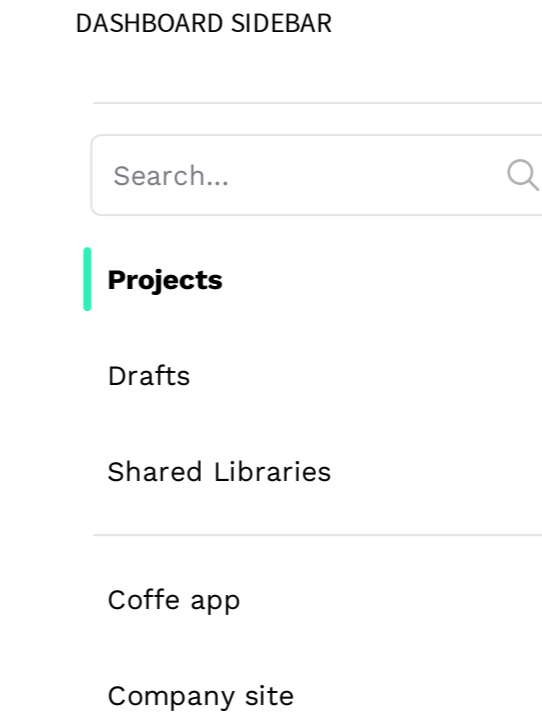 DASHBOARD SIDEBAR
Search...
Projects
Drafts
Shared Libraries
Coffe app
Company site